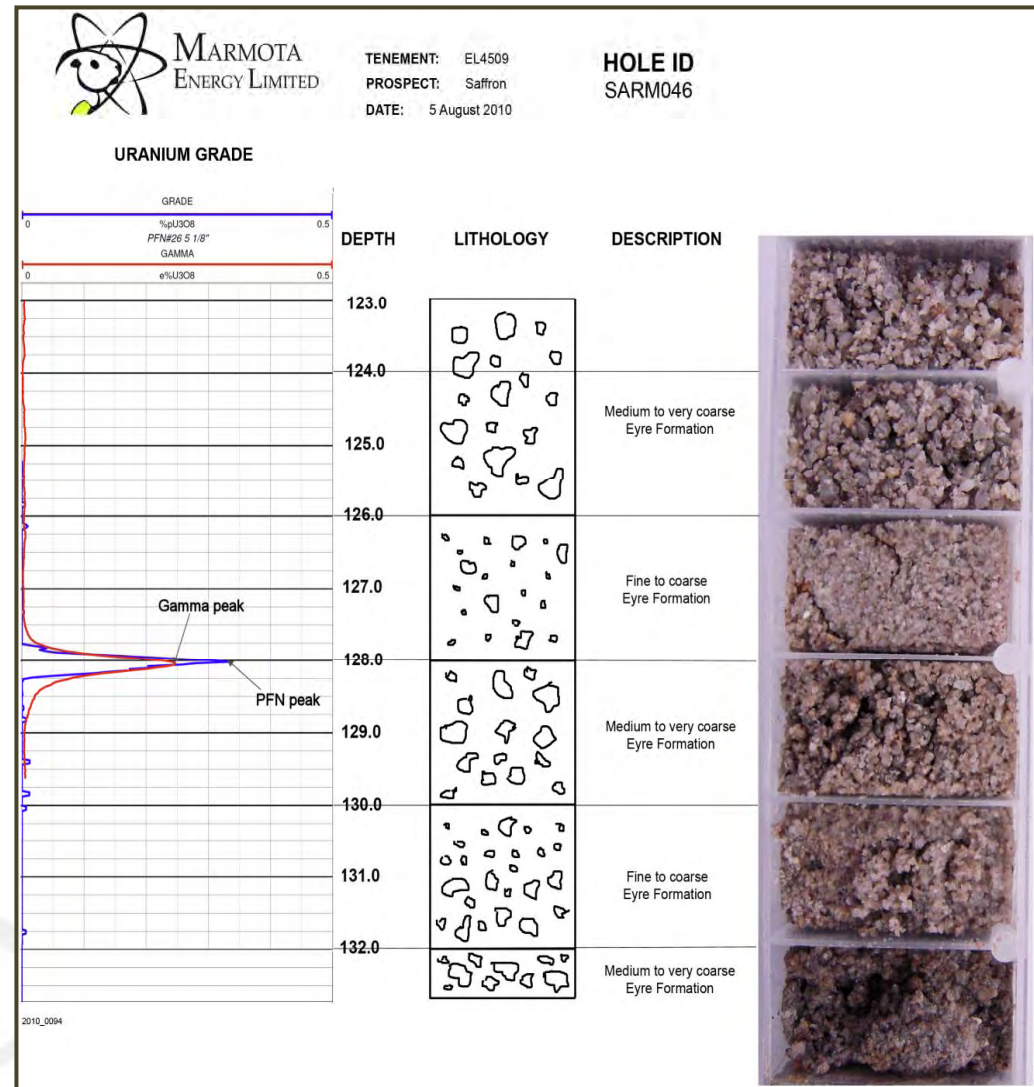 MARMOTA
ENERGY LIMITED
TENEMENT: EL4509
PROSPECT: Saffron
DATE: 5 August 2010
HOLE ID
SARM046
URANIUM GRADE
GRADE
0 %pU3O8 0.5
PFN#26 5 1/8"
GAMMA
0 e%U3O8 0.5
DEPTH LITHOLOGY DESCRIPTION
123.0
124.0
Medium to very coarse
Eyre Formation
125.0
126.0
Fine to coarse
Eyre Formation
127.0
Gamma peak
128.0
PFN peak
Medium to very coarse
Eyre Formation
129.0
130.0
Fine to coarse
Eyre Formation
131.0
132.0
Medium to very coarse
Eyre Formation
2010_0094